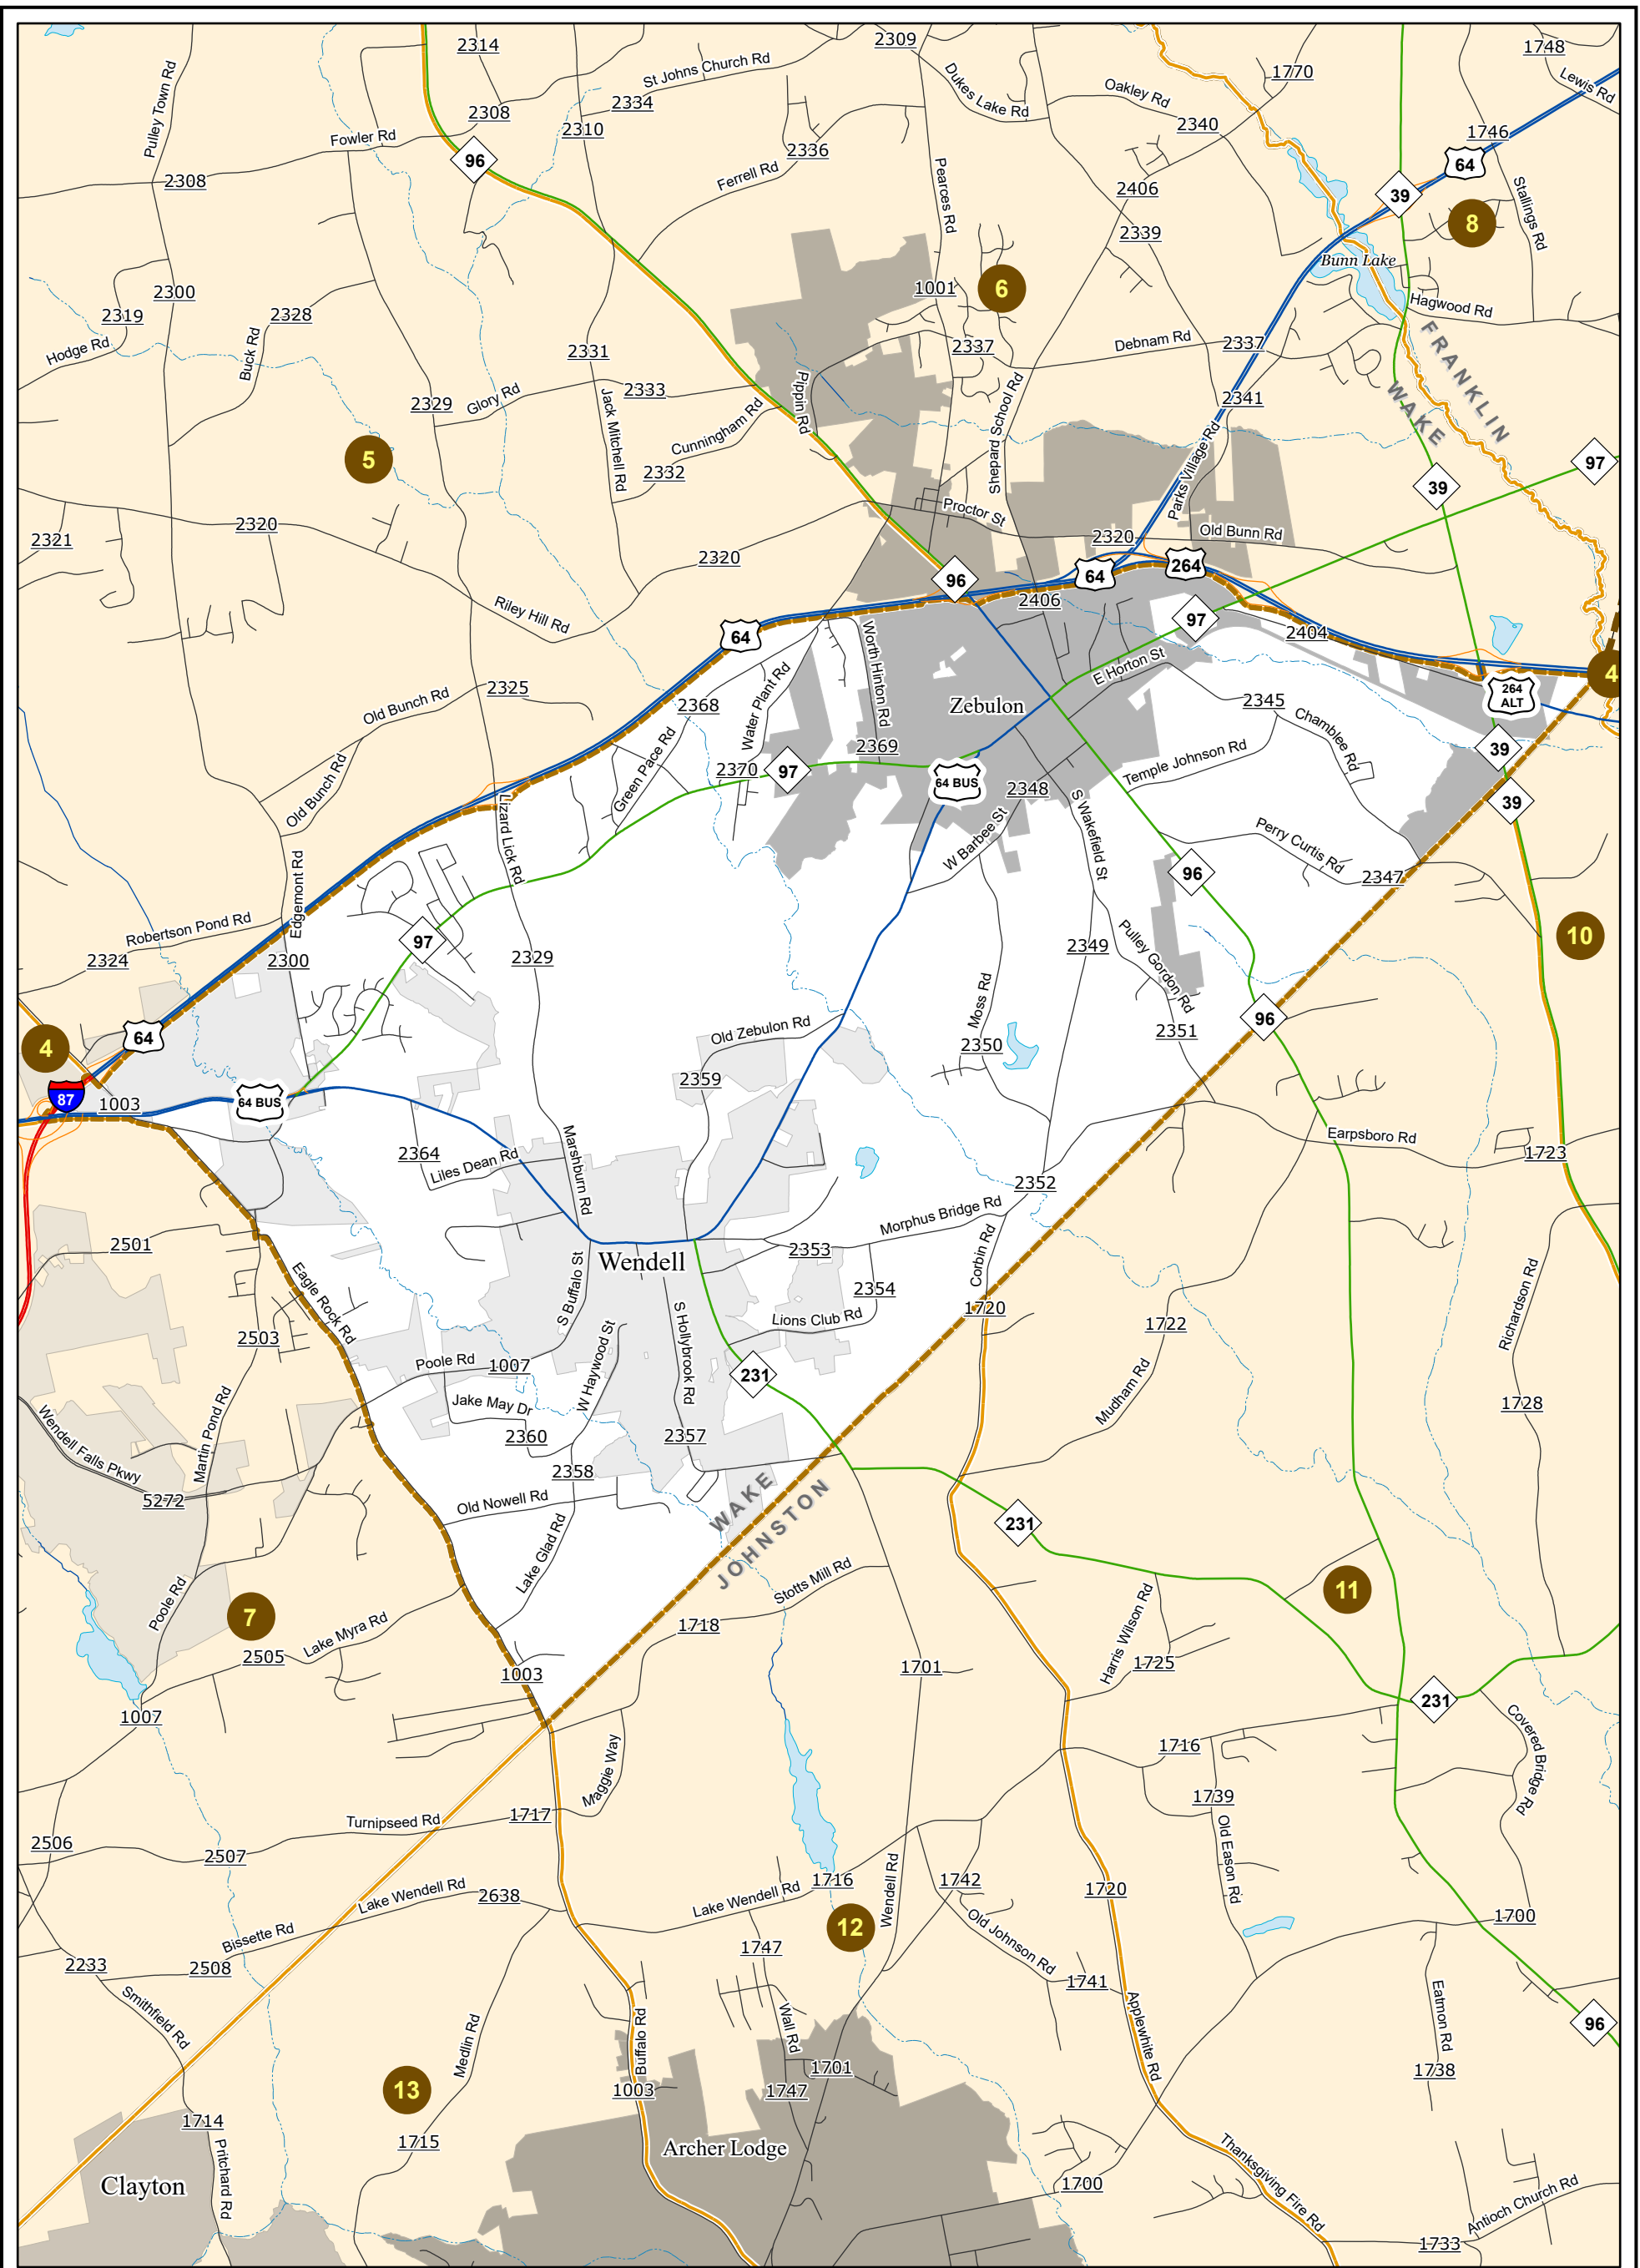 2314
2309
1748
Pulley Town Rd
St Johns Church Rd
Dukes Lake Rd
1770
Lewis Rd
2334
Oakley Rd
2308
Fowler Rd
2310
2340
1746
96
2336
64
2308
Ferrell Rd
Pearces Rd
2406
39
Stallings Rd
8
2339
Bunn Lake
2300
1001
6
2319
2328
Hagwood Rd
Hodge Rd
Buck Rd
2331
2337
Debnam Rd
2337
FRANKLIN
WAKE
2329
Glory Rd
2333
Jack Mitchell Rd
Pippin Rd
Shepard School Rd
2341
Cunningham Rd
5
2332
Parks Village Rd
97
39
2321
2320
Proctor St
2320
Old Bunn Rd
2320
96
64
264
Riley Hill Rd
2406
64
97
2404
Worth Hinton Rd
E Horton St
4
2325
Old Bunch Rd
2368
Water Plant Rd
Zebulon
2345
264
ALT
Chamblee Rd
Green Pace Rd
2369
39
Temple Johnson Rd
2370
97
64 BUS
2348
Old Bunch Rd
Lizard Lick Rd
S Wakefield St
39
W Barbee St
Perry Curtis Rd
Edgemont Rd
96
2347
Robertson Pond Rd
97
10
2324
2300
2329
2349
Pulley Gordon Rd
Moss Rd
96
4
64
Old Zebulon Rd
2350
2351
87
1003
64 BUS
2359
2364
Liles Dean Rd
Marshburn Rd
Earpsboro Rd
1723
2352
Morphus Bridge Rd
2501
Wendell
2353
Corbin Rd
Eagle Rock Rd
S Buffalo St
2354
Richardson Rd
2503
S Hollybrook Rd
Lions Club Rd
1720
1722
Poole Rd
1007
W Haywood St
231
Mudham Rd
Jake May Dr
Martin Pond Rd
1728
Wendell Falls Pkwy
2360
2357
2358
5272
Old Nowell Rd
WAKE
JOHNSTON
231
Lake Glad Rd
Stotts Mill Rd
11
Poole Rd
7
Lake Myra Rd
1718
Harris Wilson Rd
2505
1003
1701
1725
231
1007
Covered Bridge Rd
1716
Maggie Way
1739
Turnipseed Rd
1717
2506
2507
Old Eason Rd
1716
1742
1720
Lake Wendell Rd
2638
Lake Wendell Rd
Wendell Rd
12
1700
Bissette Rd
1747
Old Johnson Rd
2233
2508
1741
Smithfield Rd
Wall Rd
Applewhite Rd
Eatmon Rd
96
Medlin Rd
Buffalo Rd
1701
1738
13
1003
1747
1714
1715
Archer Lodge
Thanksgiving Fire Rd
Clayton
Pritchard Rd
1700
Antioch Church Rd
1733